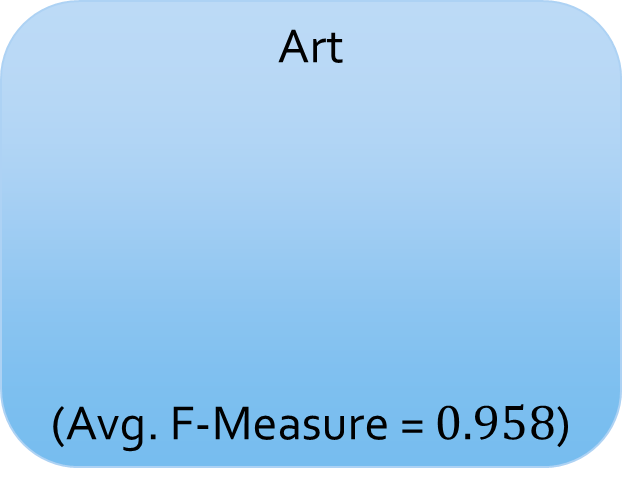 Art
(Avg. F-Measure = 0.958)